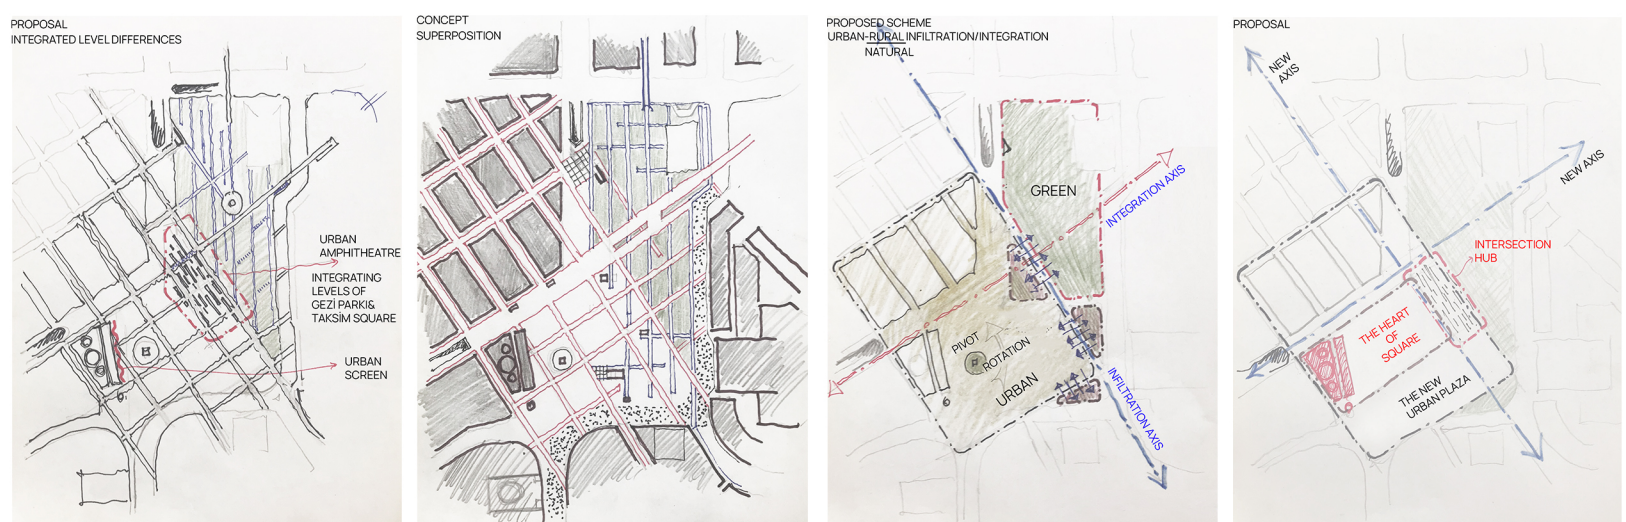 PROPOSAL
INTEGRATED LEVEL DIFFERENCES
URBAN
AMPHITHEATRE
INTEGRATING
LEVELS OF
GEZİ PARKI&
TAKSİM SQUARE
URBAN
SCREEN
CONCEPT
SUPERPOSITION
PROPOSED SCHEME
URBAN-RURAL INFILTRATION/INTEGRATION
NATURAL
GREEN
INTEGRATION AXIS
PIVOT
ROTATION
URBAN
INFILTRATION AXIS
PROPOSAL
NEW
AXIS
NEW AXIS
INTERSECTION
HUB
THE HEART
OF
SQUARE
THE NEW
URBAN PLAZA